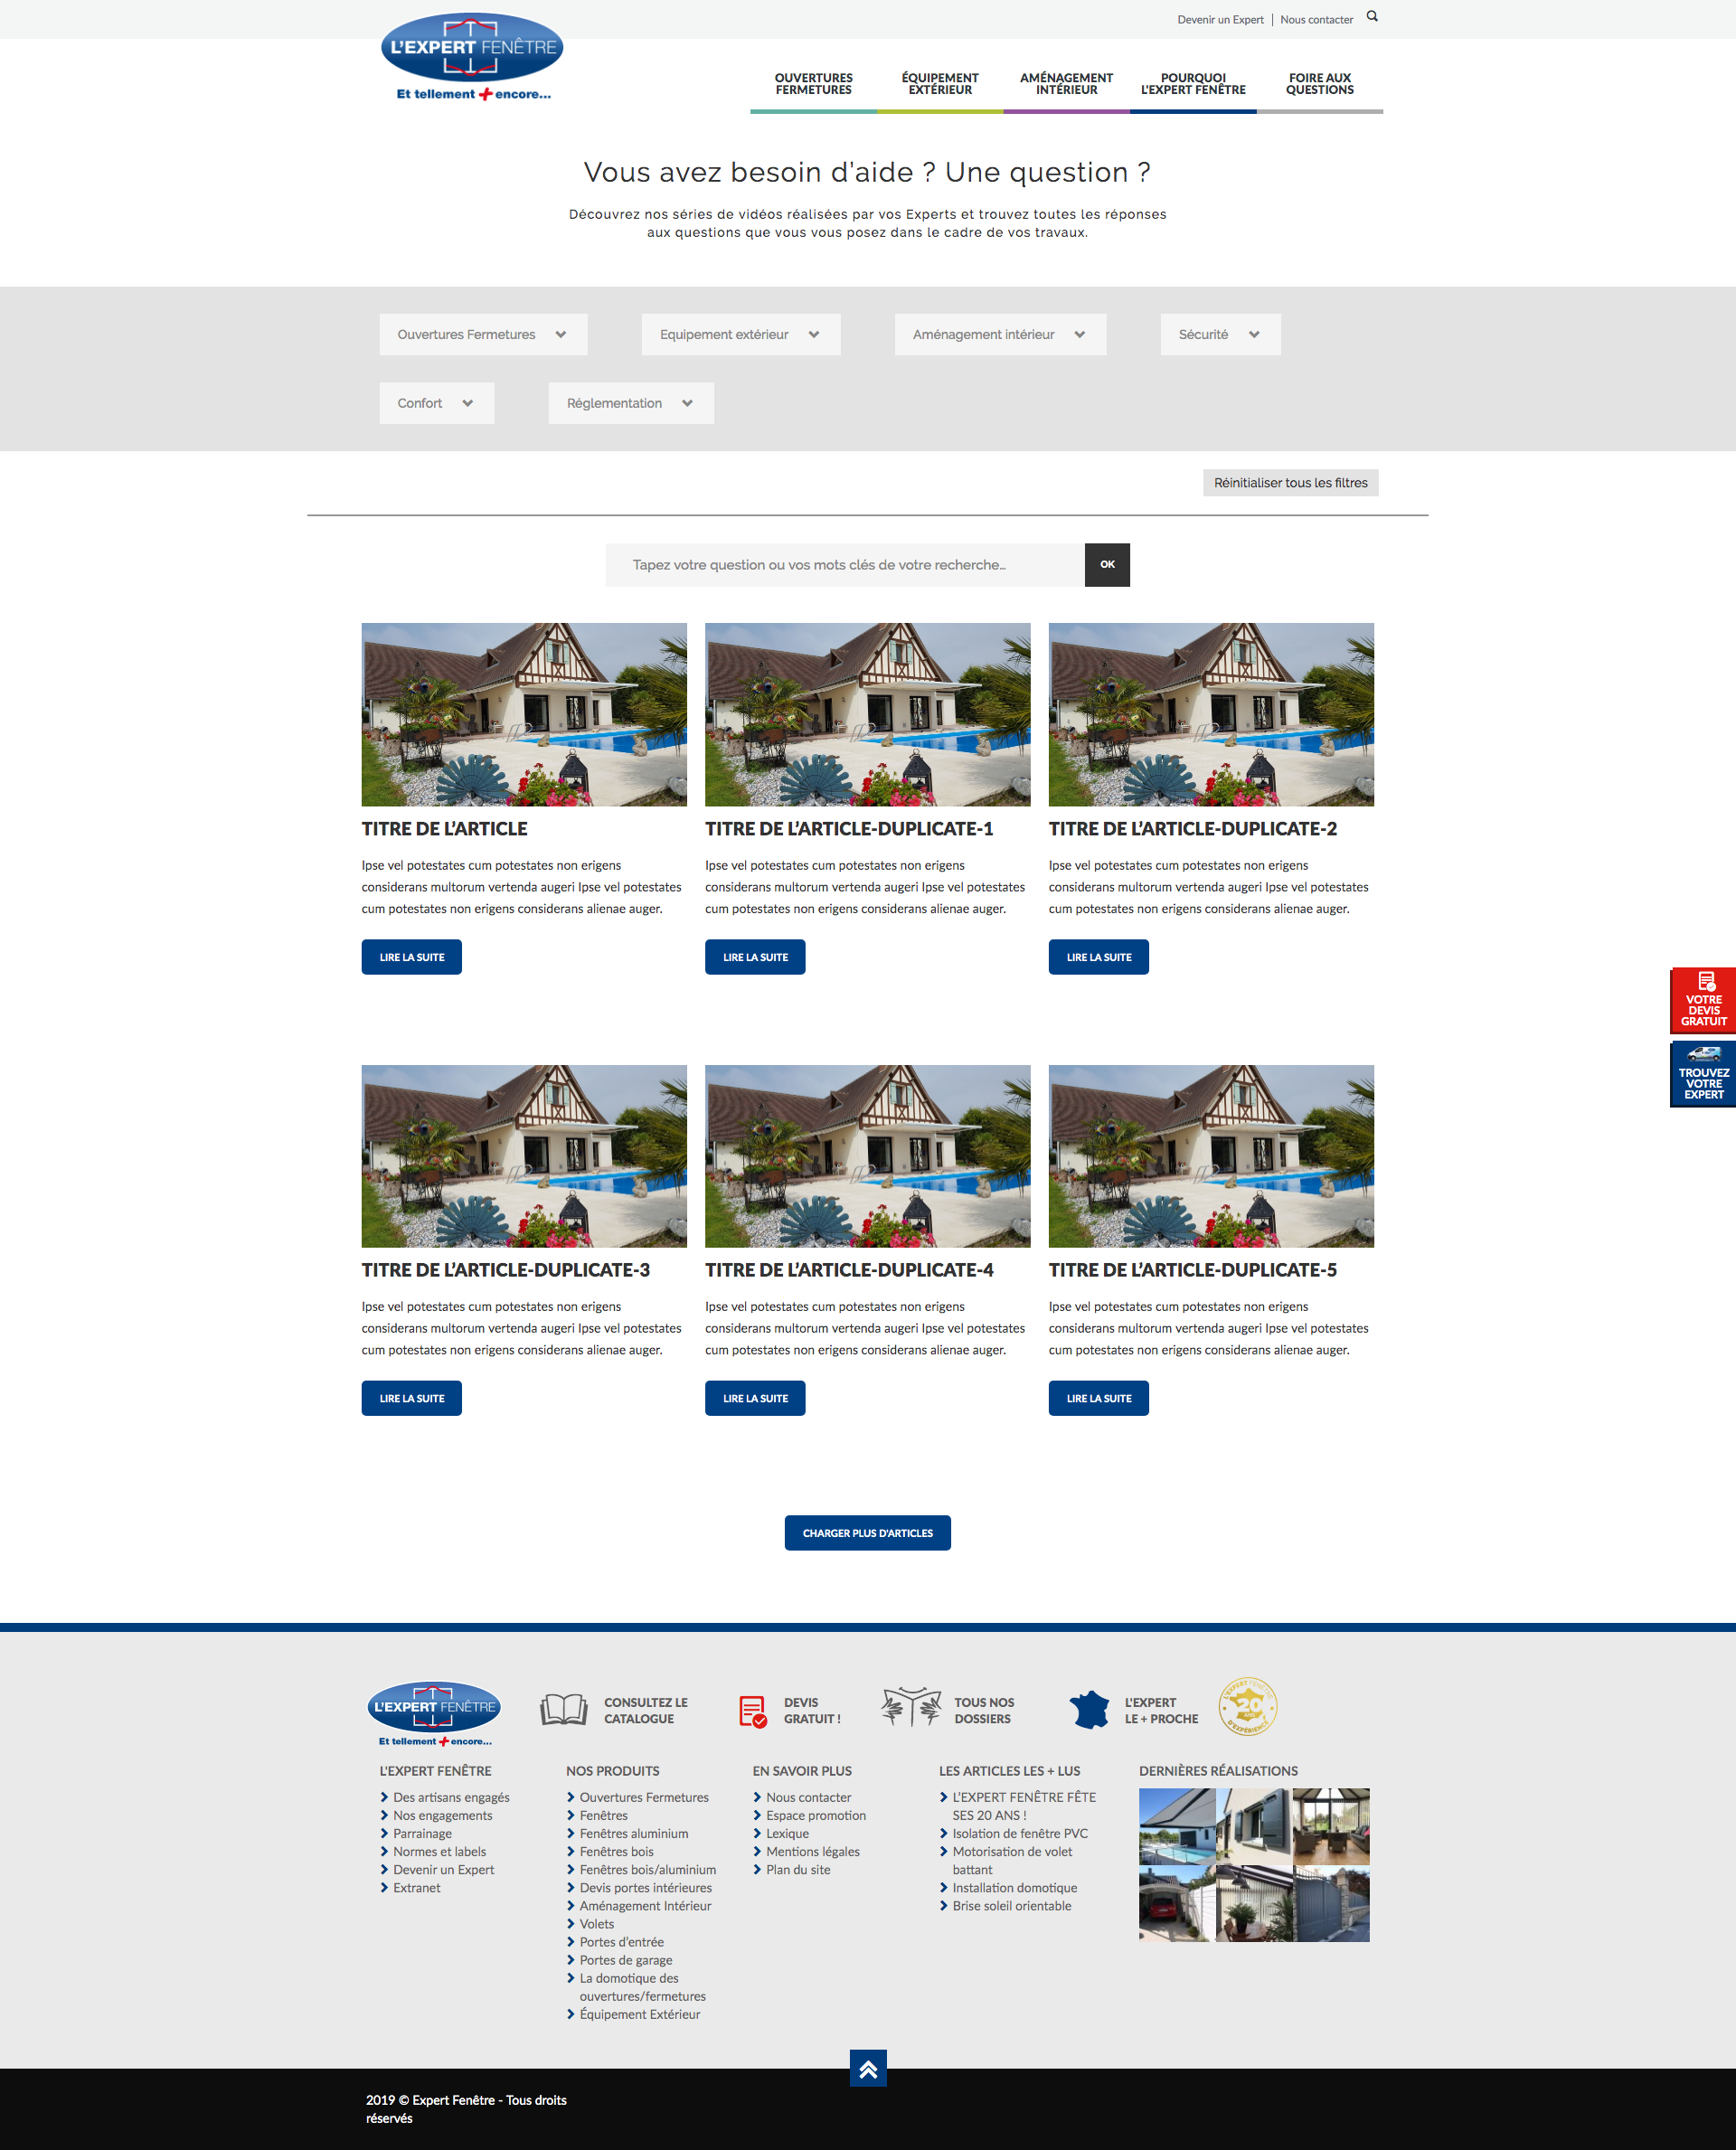 Devenir un Expert | Nous contacter
L'EXPERT FENÊTRE
Et tellement + encore...
OUVERTURES
FERMETURES
ÉQUIPEMENT
EXTÉRIEUR
AMÉNAGEMENT
INTÉRIEUR
POURQUOI
L'EXPERT FENÊTRE
FOIRE AUX
QUESTIONS
Vous avez besoin d'aide ? Une question ?
Découvrez nos séries de vidéos réalisées par vos Experts et trouvez toutes les réponses
aux questions que vous vous posez dans le cadre de vos travaux.
Ouvertures Fermetures
Equipement extérieur
Aménagement intérieur
Sécurité
Confort
Réglementation
Réinitialiser tous les filtres
Tapez votre question ou vos mots clés de votre recherche...
OK
TITRE DE L'ARTICLE
Ipse vel potestates cum potestates non erigens
considerans multorum vertenda augeri Ipse vel potestates
cum potestates non erigens considerans alienae auger.
LIRE LA SUITE
TITRE DE L'ARTICLE-DUPLICATE-1
Ipse vel potestates cum potestates non erigens
considerans multorum vertenda augeri Ipse vel potestates
cum potestates non erigens considerans alienae auger.
LIRE LA SUITE
TITRE DE L'ARTICLE-DUPLICATE-2
Ipse vel potestates cum potestates non erigens
considerans multorum vertenda augeri Ipse vel potestates
cum potestates non erigens considerans alienae auger.
LIRE LA SUITE
VOTRE
DEVIS
GRATUIT
TROUVEZ
VOTRE
EXPERT
TITRE DE L'ARTICLE-DUPLICATE-3
Ipse vel potestates cum potestates non erigens
considerans multorum vertenda augeri Ipse vel potestates
cum potestates non erigens considerans alienae auger.
LIRE LA SUITE
TITRE DE L'ARTICLE-DUPLICATE-4
Ipse vel potestates cum potestates non erigens
considerans multorum vertenda augeri Ipse vel potestates
cum potestates non erigens considerans alienae auger.
LIRE LA SUITE
TITRE DE L'ARTICLE-DUPLICATE-5
Ipse vel potestates cum potestates non erigens
considerans multorum vertenda augeri Ipse vel potestates
cum potestates non erigens considerans alienae auger.
LIRE LA SUITE
CHARGER PLUS D'ARTICLES
L'EXPERT FENÊTRE
Et tellement + encore...
CONSULTEZ LE
CATALOGUE
DEVIS
GRATUIT !
TOUS NOS
DOSSIERS
L'EXPERT
LE + PROCHE
L'EXPERT FENÊTRE
20
ANS
D'EXPÉRIENCE
L'EXPERT FENÊTRE
Des artisans engagés
Nos engagements
Parrainage
Normes et labels
Devenir un Expert
Extranet
NOS PRODUITS
Ouvertures Fermetures
Fenêtres
Fenêtres aluminium
Fenêtres bois
Fenêtres bois/aluminium
Devis portes intérieures
Aménagement Intérieur
Volets
Portes d'entrée
Portes de garage
La domotique des
ouvertures/fermetures
Équipement Extérieur
EN SAVOIR PLUS
Nous contacter
Espace promotion
Lexique
Mentions légales
Plan du site
LES ARTICLES LES + LUS
L'EXPERT FENÊTRE FÊTE
SES 20 ANS !
Isolation de fenêtre PVC
Motorisation de volet
battant
Installation domotique
Brise soleil orientable
DERNIÈRES RÉALISATIONS
2019 © Expert Fenêtre - Tous droits
réservés